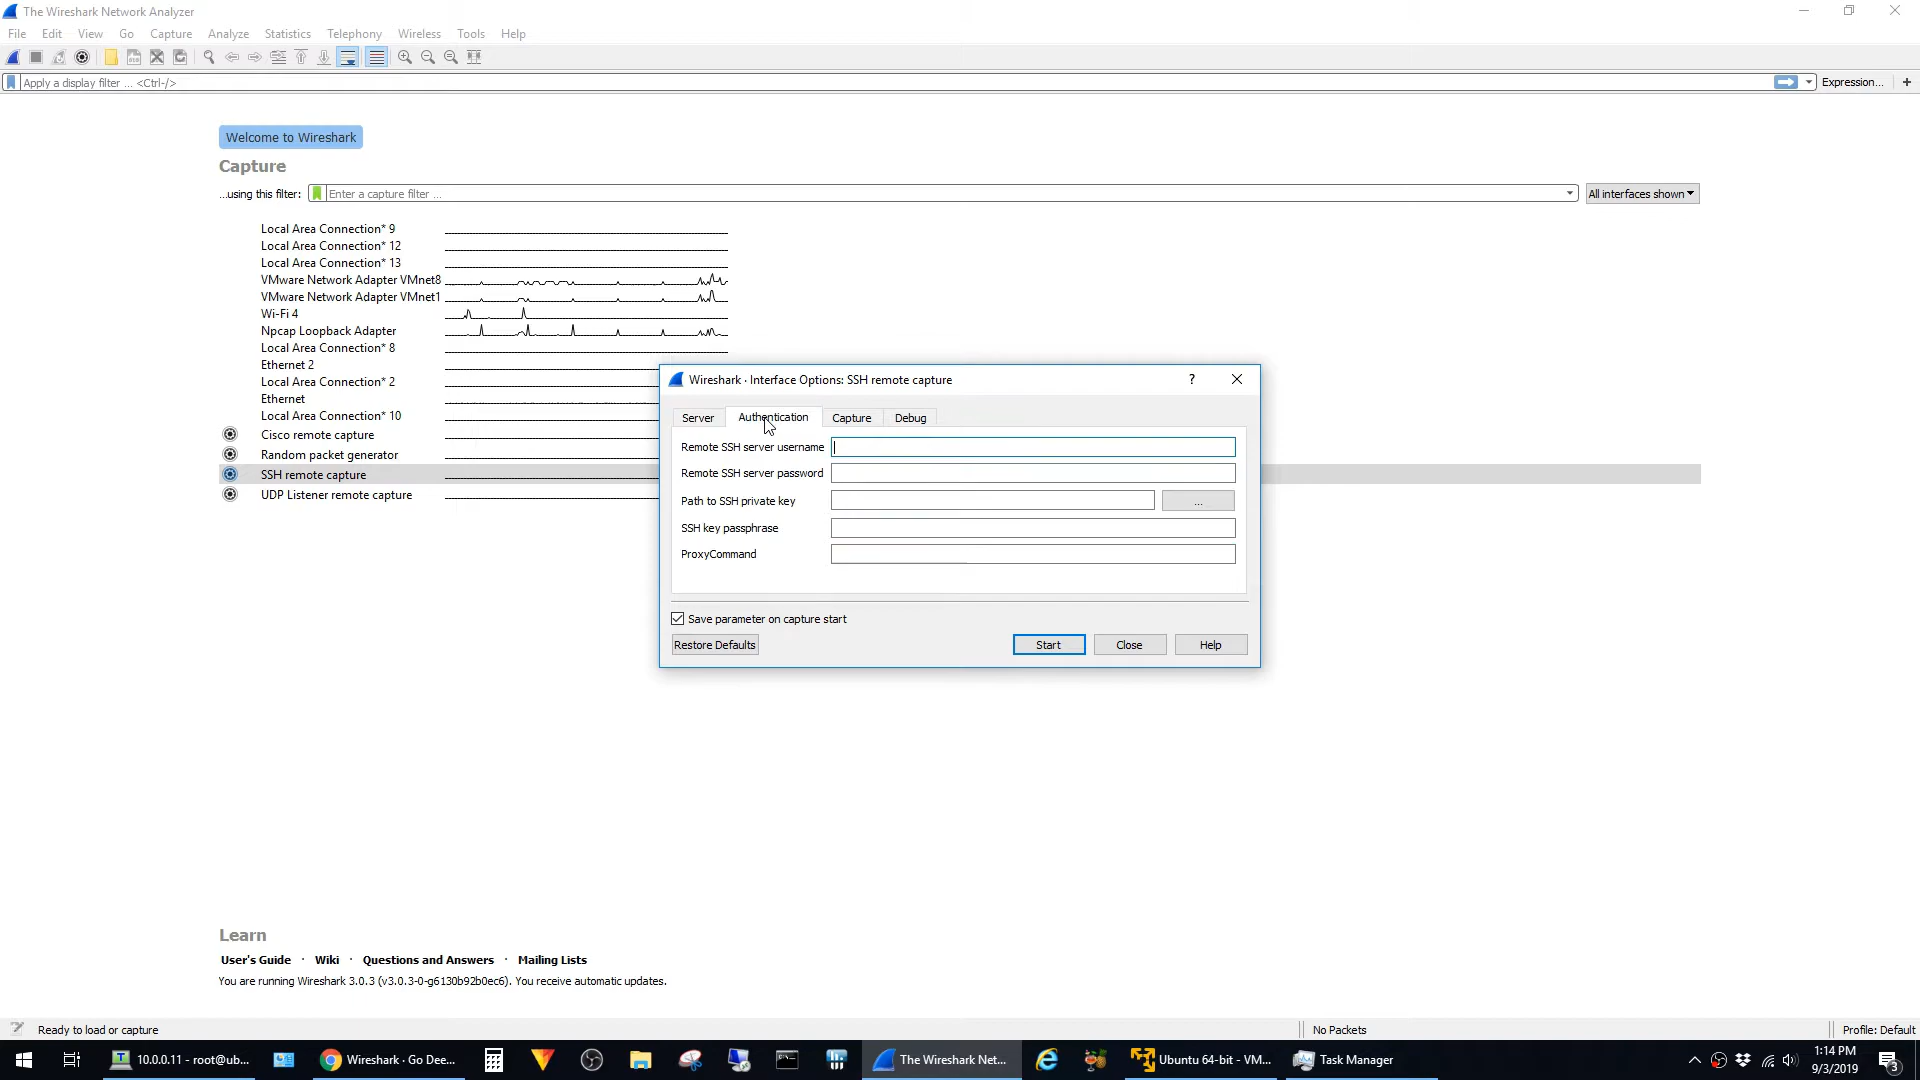 The Wireshark Network Analyzer
File Edit View Go Capture Analyze Statistics Telephony Wireless Tools Help
Apply a display filter ... <Ctrl-/>
Expression... +
Welcome to Wireshark
Capture
...using this filter:
Enter a capture filter ...
All interfaces shown
Local Area Connection* 9
Local Area Connection* 12
Local Area Connection* 13
VMware Network Adapter VMnet8
VMware Network Adapter VMnet1
Wi-Fi 4
Npcap Loopback Adapter
Local Area Connection* 8
Ethernet 2
Local Area Connection* 2
Ethernet
Local Area Connection* 10
Cisco remote capture
Random packet generator
SSH remote capture
UDP Listener remote capture
Wireshark · Interface Options: SSH remote capture
?
Server Authentication Capture Debug
Remote SSH server username
Remote SSH server password
Path to SSH private key
...
SSH key passphrase
ProxyCommand
Save parameter on capture start
Restore Defaults Start Close Help
Learn
User's Guide · Wiki · Questions and Answers · Mailing Lists
You are running Wireshark 3.0.3 (v3.0.3-0-g6130b92b0ec6). You receive automatic updates.
Ready to load or capture
No Packets
Profile: Default
10.0.0.11 - root@ub...
Wireshark · Go Dee...
The Wireshark Net...
Ubuntu 64-bit - VM...
Task Manager
1:14 PM
9/3/2019
3